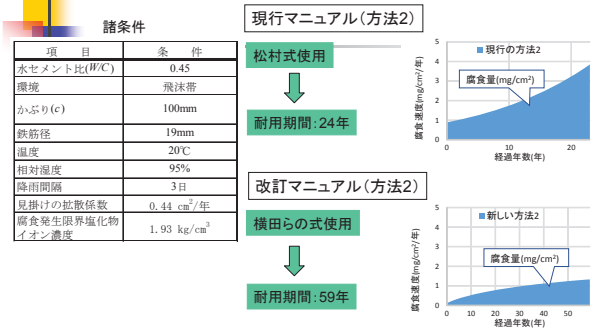 諸条件
項　目　条　件
水セメント比(W/C)　0.45
環境　飛沫帯
かぶり(c)　100mm
鉄筋径　19mm
温度　20℃
相対湿度　95%
降雨間隔　3日
見掛けの拡散係数　0.44 cm²/年
腐食発生限界塩化物
イオン濃度　1.93 kg/cm³
現行マニュアル（方法2）
松村式使用
耐用期間：24年
改訂マニュアル（方法2）
横田らの式使用
耐用期間：59年
腐食速度(mg/cm²/年)
5
4
3
2
1
0
現行の方法2
腐食量(mg/cm²)
0　10　20
経過年数(年)
腐食速度(mg/cm²/年)
5
4
3
2
1
0
新しい方法2
腐食量(mg/cm²)
0　10　20　30　40　50
経過年数(年)